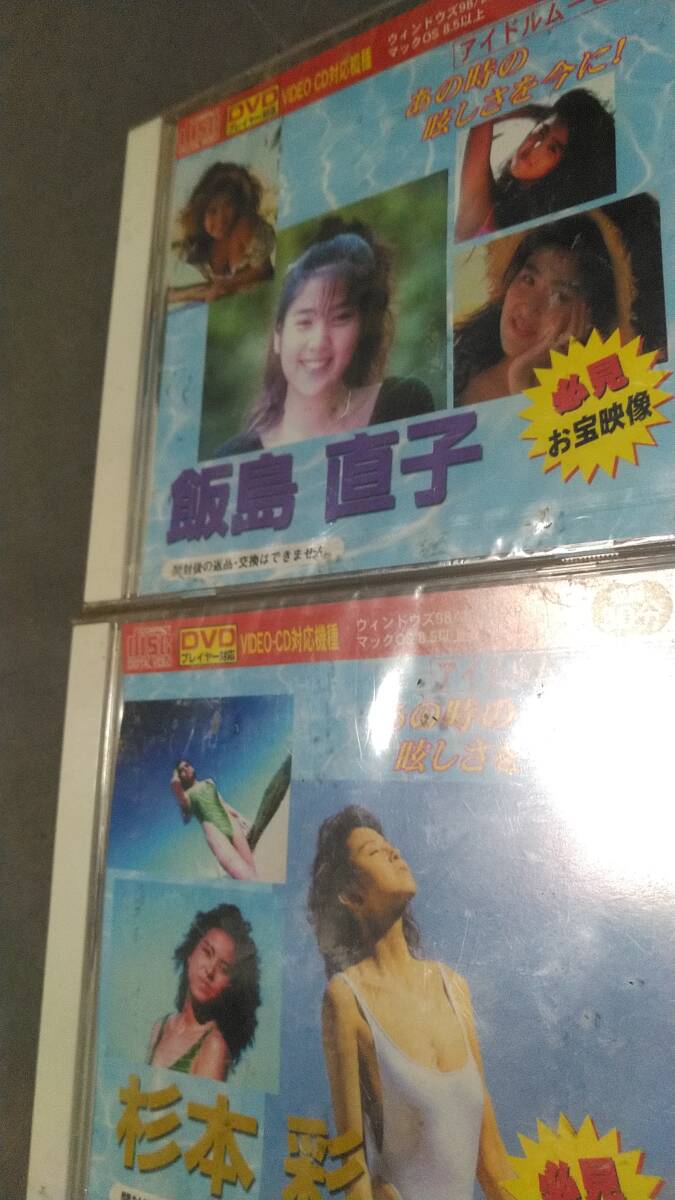 DVD
プレイヤー対応
VIDEO CD対応機種
ウィンドウズ98/
マックOS 8.5以上
[アイドルムービ
あの時の
眩しさを今に!
必見
お宝映像
飯島 直子
開封後の返品・交換はできません。
disc
DIGITAL VIDEO
DVD
プレイヤー対応
VIDEO-CD対応機種
ウィンドウズ98/
マックOS 8.5以上
アイド
あの時の
眩しさを
杉本 彩
必見